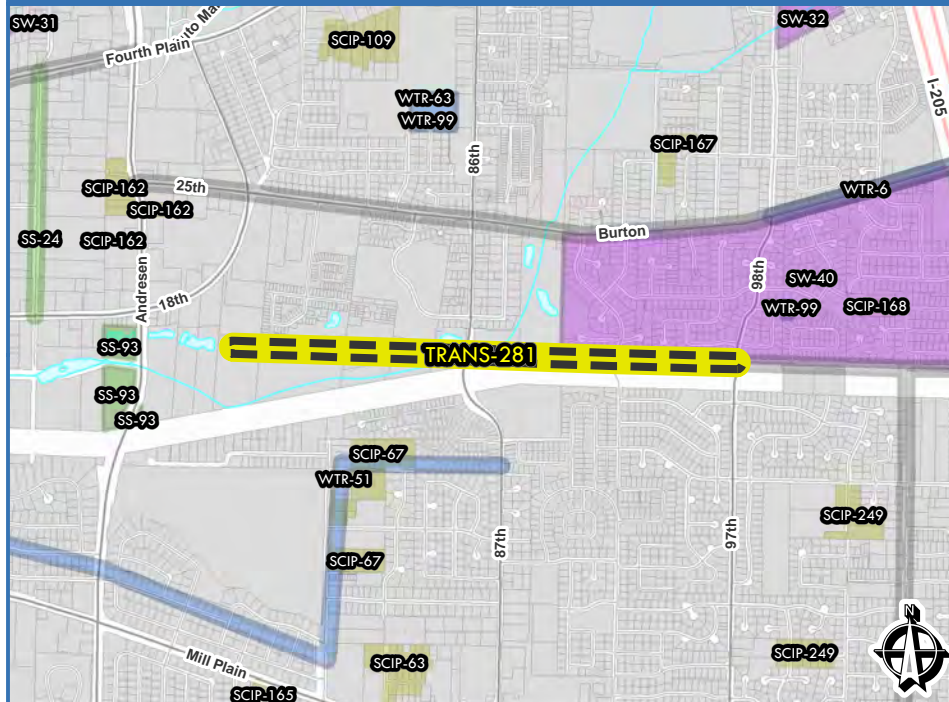 SW-31
SW-32
Auto Mall
Fourth Plain
SCIP-109
I-205
WTR-63
WTR-99
SCIP-167
86th
SCIP-162
25th
WTR-6
SCIP-162
Burton
SS-24
SCIP-162
98th
SW-40
Andresen
18th
WTR-99
SCIP-168
SS-93
TRANS-281
SS-93
SS-93
SCIP-67
WTR-51
SCIP-249
87th
97th
SCIP-67
N
Mill Plain
SCIP-63
SCIP-249
SCIP-165